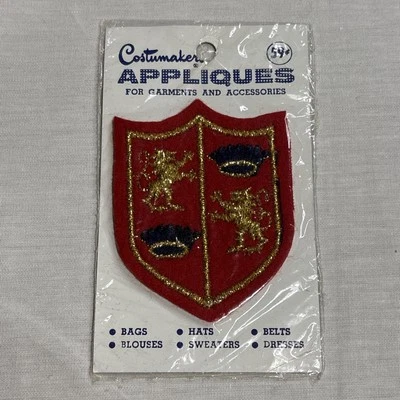 Costumakers 59¢
APPLIQUES
FOR GARMENTS AND ACCESSORIES
• BAGS • HATS • BELTS
• BLOUSES • SWEATERS • DRESSES